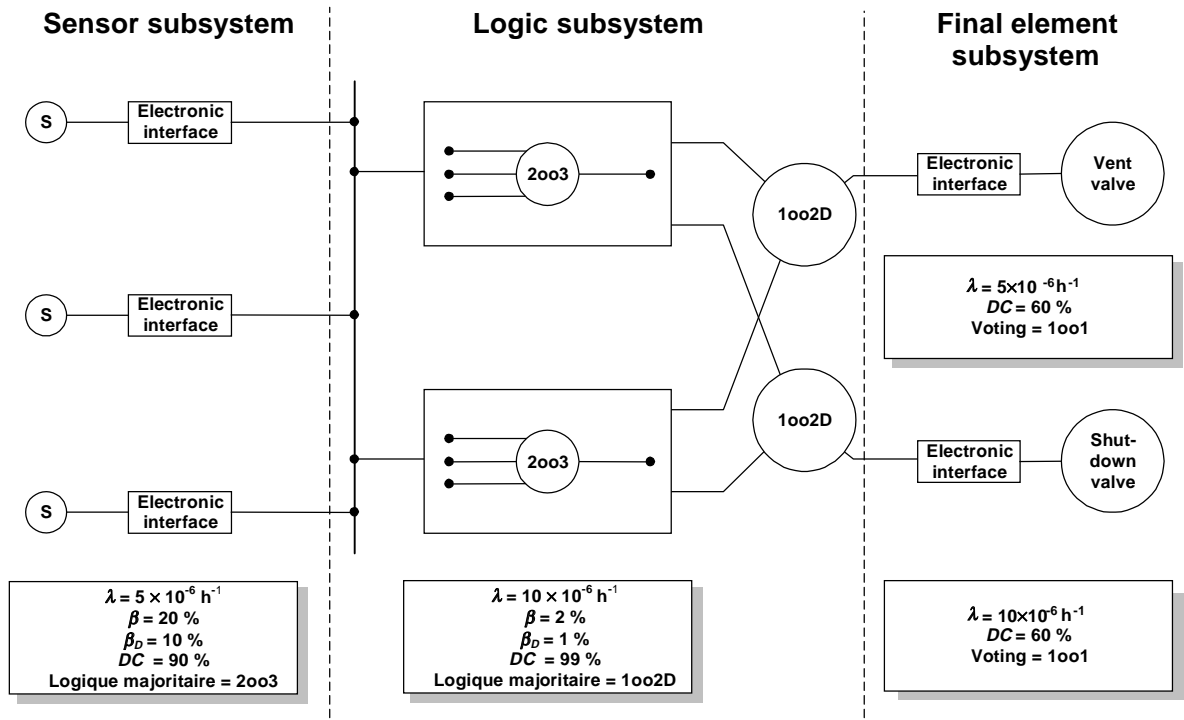 Sensor subsystem
Logic subsystem
Final element
subsystem
S
Electronic
interface
S
Electronic
interface
S
Electronic
interface
2oo3
2oo3
1oo2D
1oo2D
Electronic
interface
Vent
valve
λ = 5×10 ⁻⁶ h⁻¹
DC = 60 %
Voting = 1oo1
Electronic
interface
Shut-
down
valve
λ = 5 × 10⁻⁶ h⁻¹
β = 20 %
β_D = 10 %
DC = 90 %
Logique majoritaire = 2oo3
λ = 10 × 10⁻⁶ h⁻¹
β = 2 %
β_D = 1 %
DC = 99 %
Logique majoritaire = 1oo2D
λ = 10×10⁻⁶ h⁻¹
DC = 60 %
Voting = 1oo1